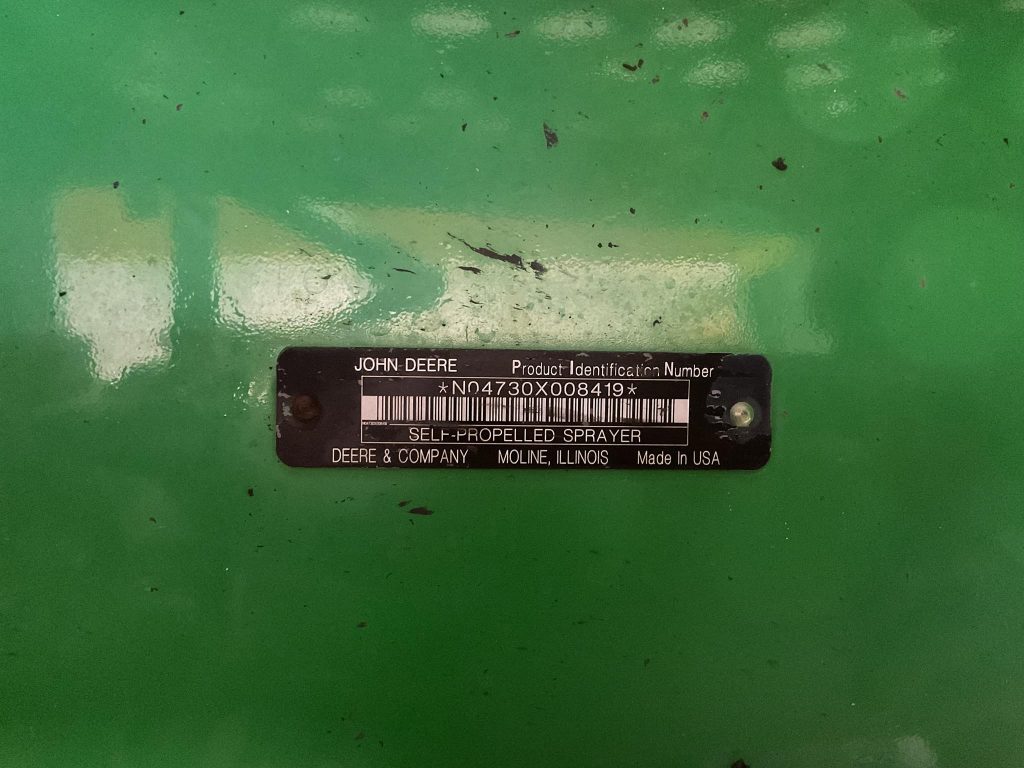 JOHN DEERE Product Identification Number
*N04730X008419*
SELF-PROPELLED SPRAYER
DEERE & COMPANY MOLINE, ILLINOIS Made In USA